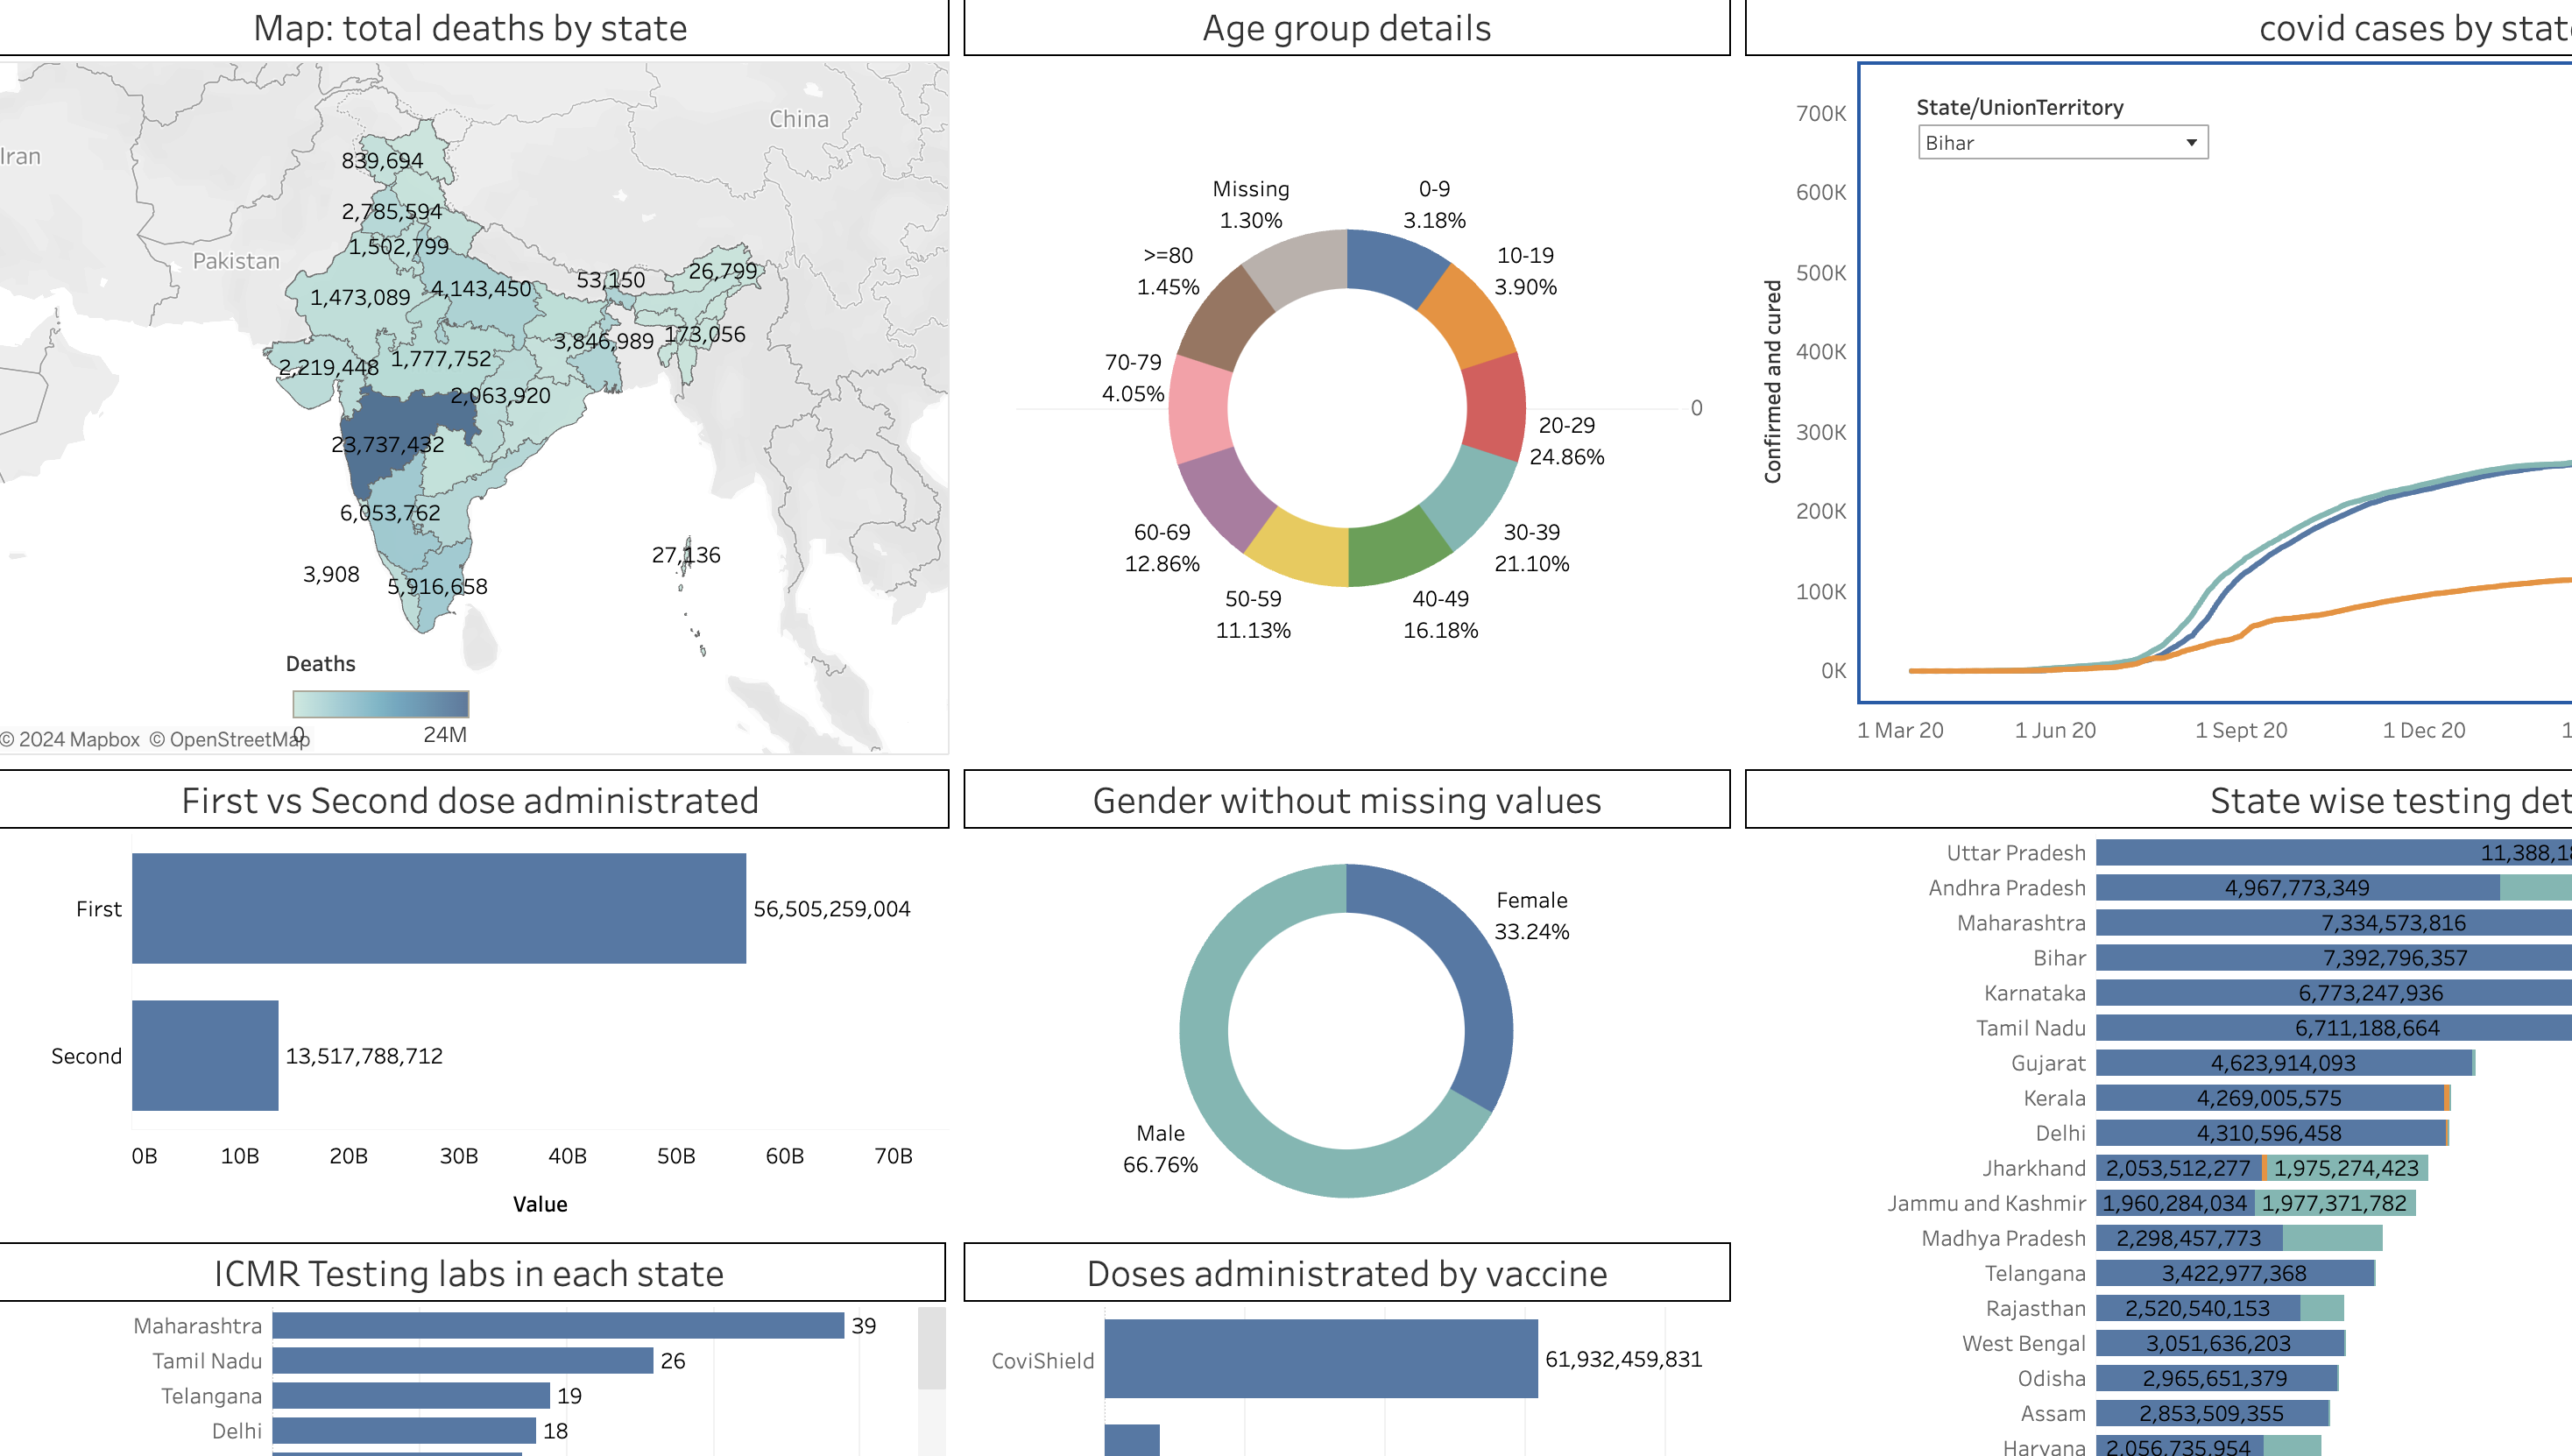 Map: total deaths by state
Iran
China
Pakistan
839,694
2,785,594
1,502,799
1,473,089
4,143,450
53,150
26,799
3,846,989
173,056
2,219,448
1,777,752
2,063,920
23,737,432
6,053,762
27,136
3,908
5,916,658
Deaths
0
24M
© 2024 Mapbox © OpenStreetMap
Age group details
Missing
1.30%
0-9
3.18%
>=80
1.45%
10-19
3.90%
70-79
4.05%
0
20-29
24.86%
60-69
12.86%
30-39
21.10%
50-59
11.13%
40-49
16.18%
covid cases by stat
State/UnionTerritory
Bihar
Confirmed and cured
700K
600K
500K
400K
300K
200K
100K
0K
1 Mar 20
1 Jun 20
1 Sept 20
1 Dec 20
1
First vs Second dose administrated
First
56,505,259,004
Second
13,517,788,712
0B
10B
20B
30B
40B
50B
60B
70B
Value
Gender without missing values
Female
33.24%
Male
66.76%
State wise testing det
Uttar Pradesh
11,388,18
Andhra Pradesh
4,967,773,349
Maharashtra
7,334,573,816
Bihar
7,392,796,357
Karnataka
6,773,247,936
Tamil Nadu
6,711,188,664
Gujarat
4,623,914,093
Kerala
4,269,005,575
Delhi
4,310,596,458
Jharkhand
2,053,512,277
1,975,274,423
Jammu and Kashmir
1,960,284,034
1,977,371,782
Madhya Pradesh
2,298,457,773
Telangana
3,422,977,368
Rajasthan
2,520,540,153
West Bengal
3,051,636,203
Odisha
2,965,651,379
Assam
2,853,509,355
Haryana
2,056,735,954
ICMR Testing labs in each state
Maharashtra
39
Tamil Nadu
26
Telangana
19
Delhi
18
Doses administrated by vaccine
CoviShield
61,932,459,831